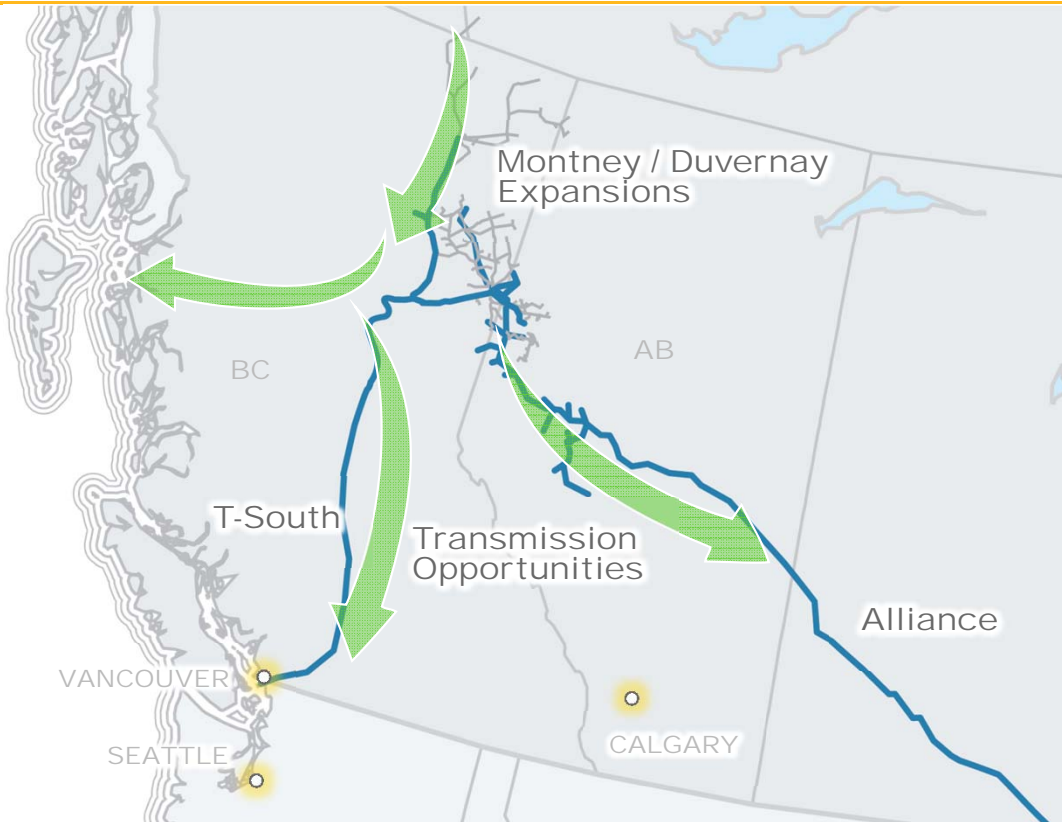 Montney / Duvernay
Expansions
BC
AB
T-South
Transmission
Opportunities
Alliance
VANCOUVER
CALGARY
SEATTLE